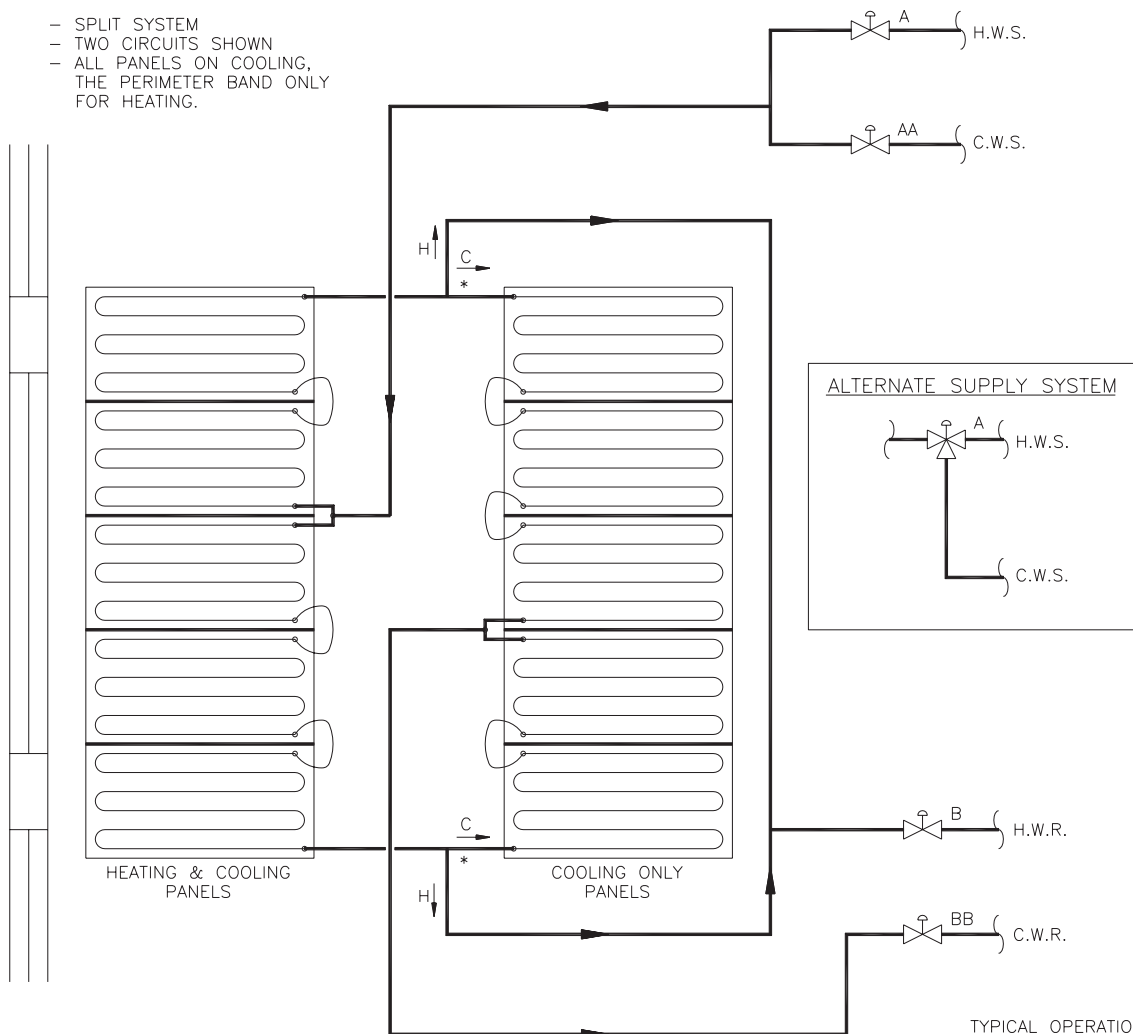 – SPLIT SYSTEM
– TWO CIRCUITS SHOWN
– ALL PANELS ON COOLING,
THE PERIMETER BAND ONLY
FOR HEATING.
A
H.W.S.
AA
C.W.S.
H
C
*
ALTERNATE SUPPLY SYSTEM
A
H.W.S.
C.W.S.
C
*
H
B
H.W.R.
BB
C.W.R.
HEATING & COOLING
PANELS
COOLING ONLY
PANELS
TYPICAL OPERATIO